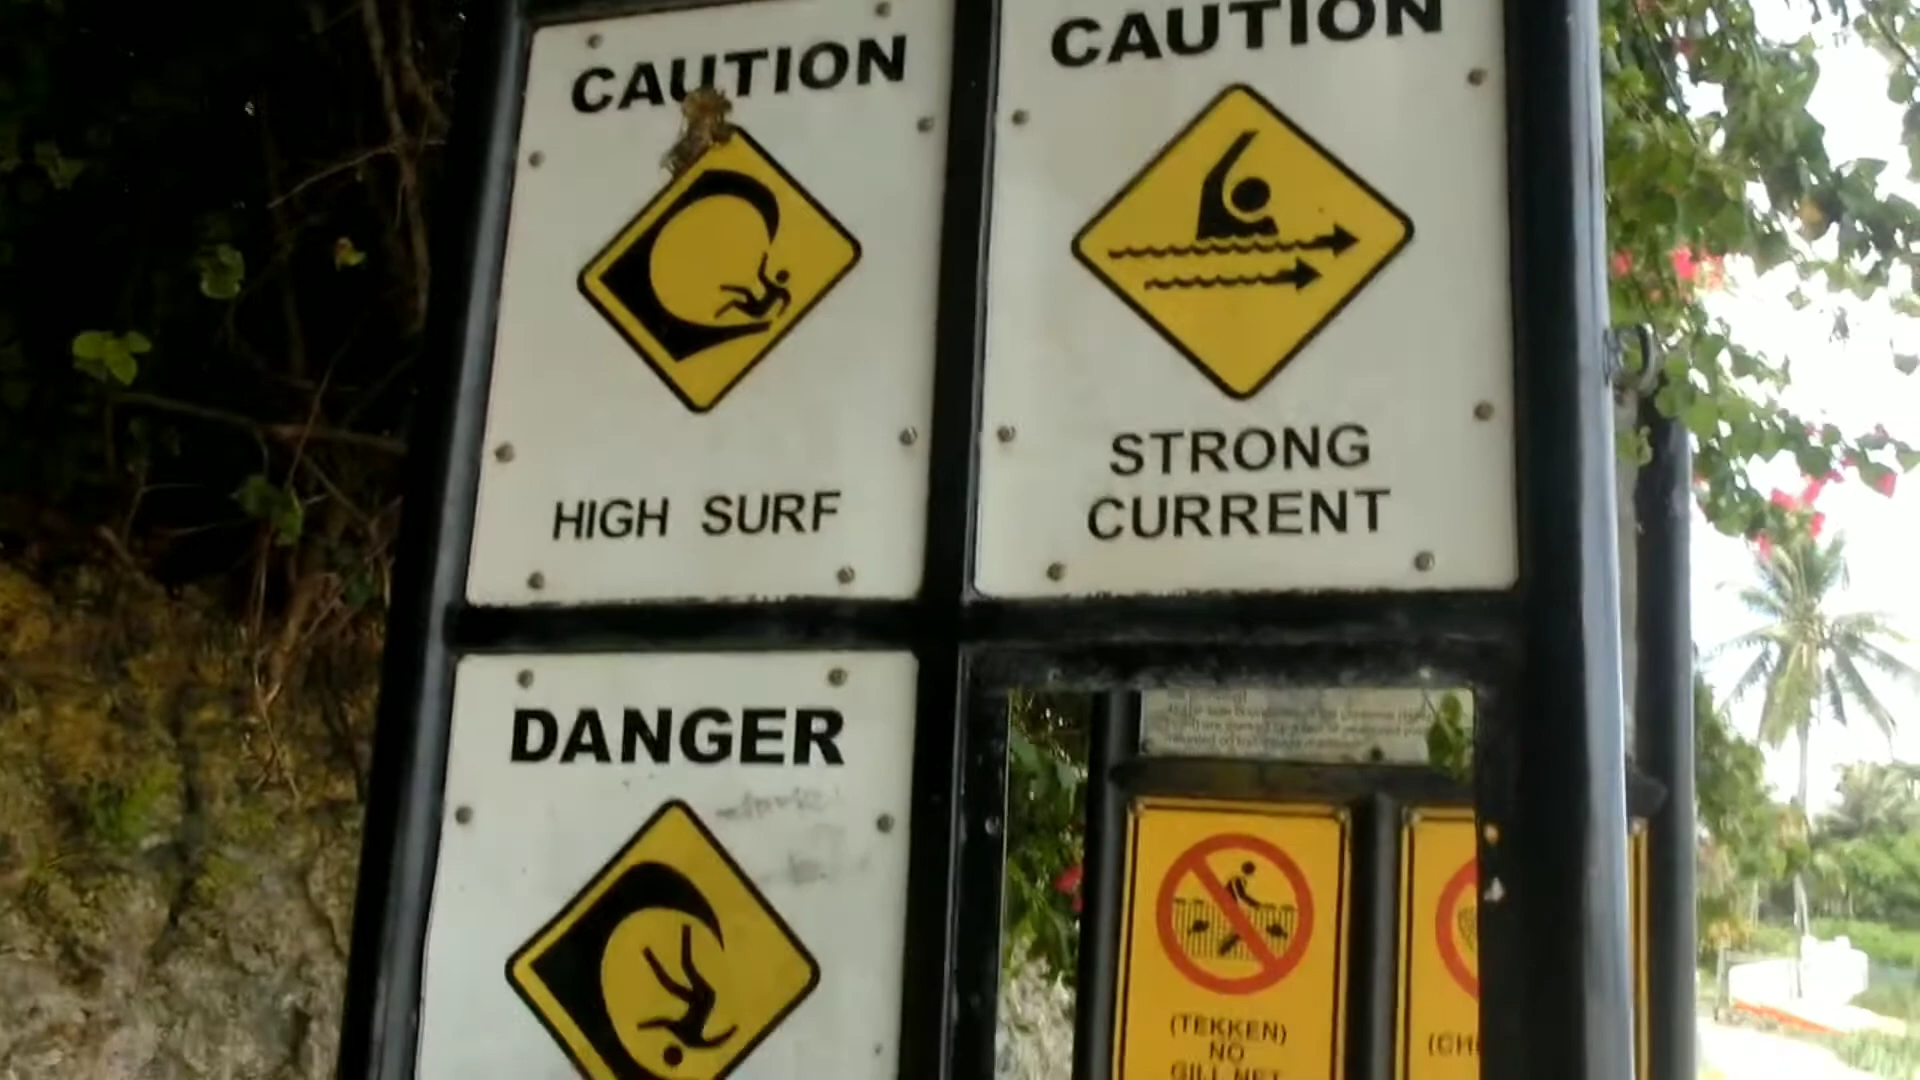 CAUTION
HIGH SURF
CAUTION
STRONG
CURRENT
DANGER
(TEKKEN)
NO
GILL NET